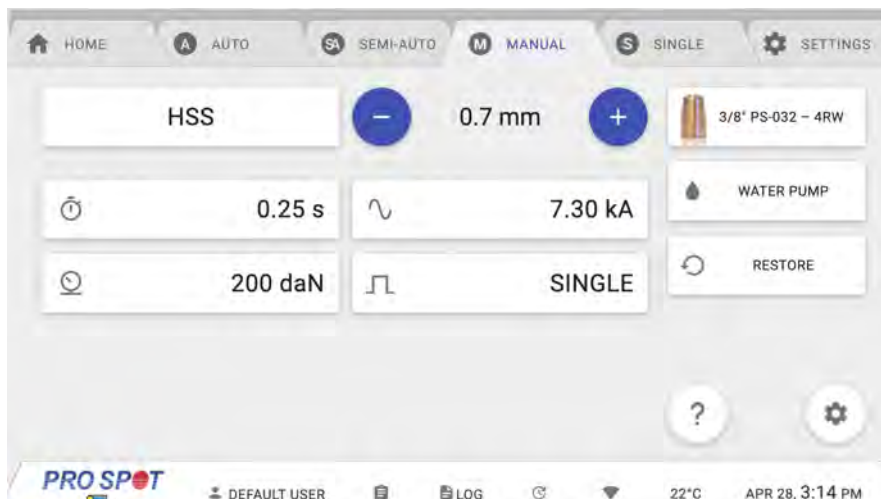 HOME A AUTO SA SEMI-AUTO M MANUAL S SINGLE SETTINGS
HSS − 0.7 mm + 3/8" PS-032 – 4RW
WATER PUMP
0.25 s 7.30 kA
RESTORE
200 daN SINGLE
?
PRO SPOT DEFAULT USER LOG 22°C APR 28, 3:14 PM